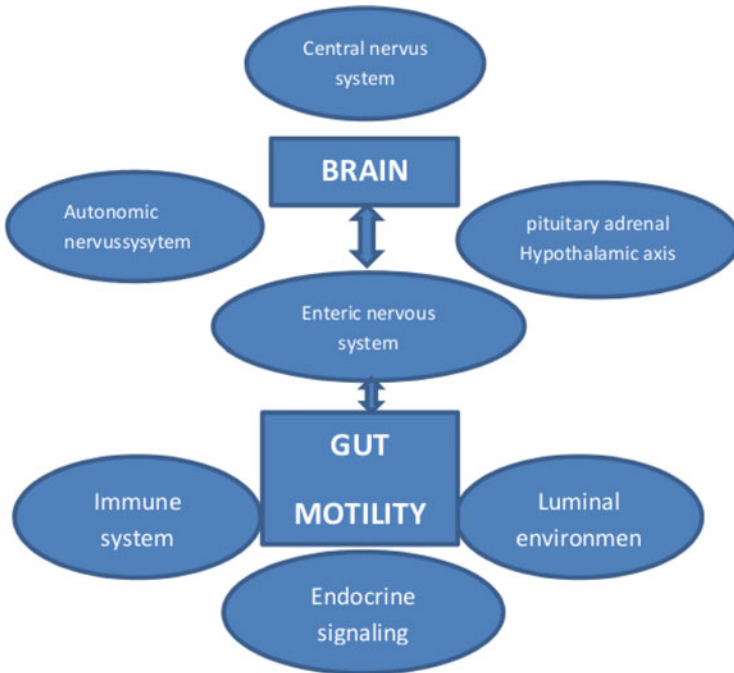 Central nervus
system
BRAIN
Autonomic
nervussysytem
pituitary adrenal
Hypothalamic axis
Enteric nervous
system
GUT
MOTILITY
Immune
system
Luminal
environmen
Endocrine
signaling